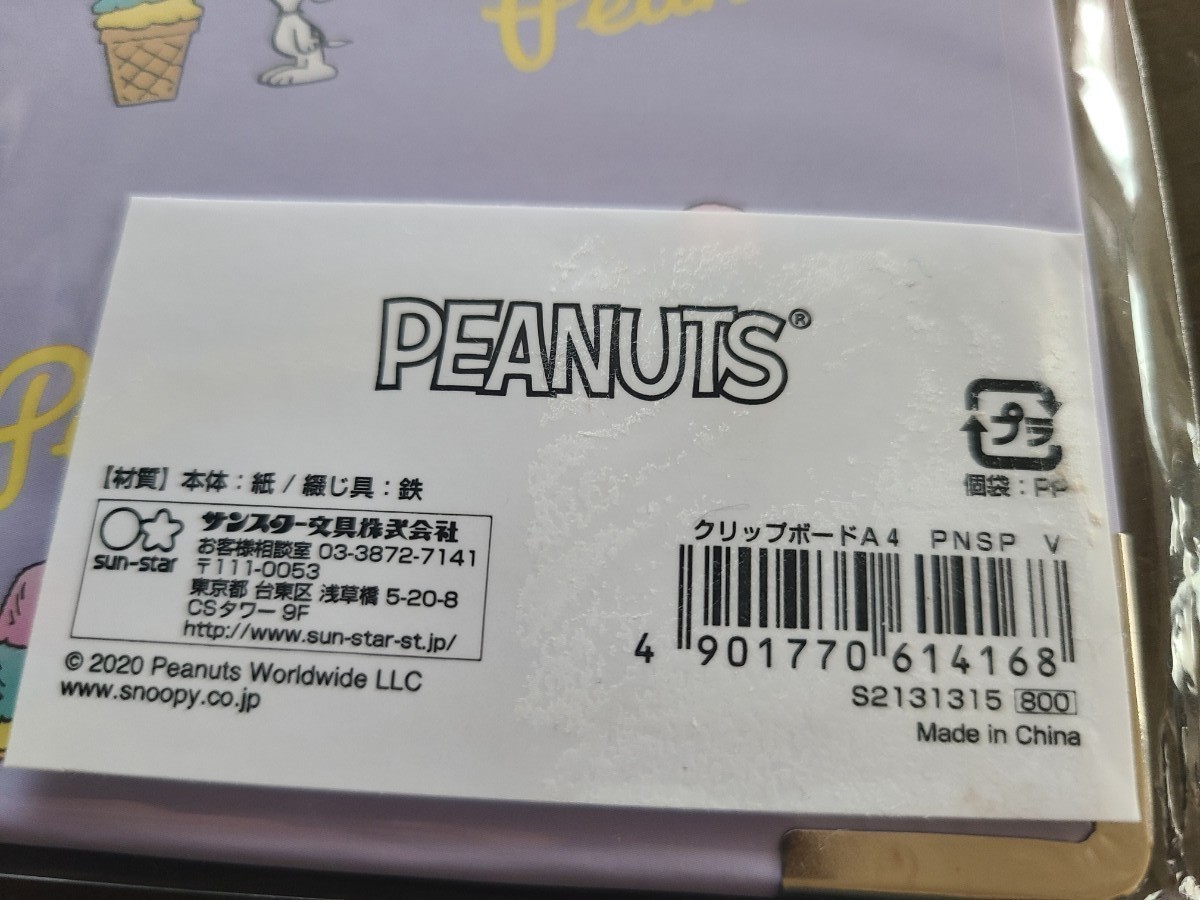 PEANUTS®
プラ
個袋：PP
【材質】本体：紙 / 綴じ具：鉄
sun-star
サンスター文具株式会社
お客様相談室 03-3872-7141
〒111-0053
東京都 台東区 浅草橋 5-20-8
CSタワー 9F
http://www.sun-star-st.jp/
© 2020 Peanuts Worldwide LLC
www.snoopy.co.jp
クリップボードA4 PNSP V
4 901770 614168
S2131315 800
Made in China